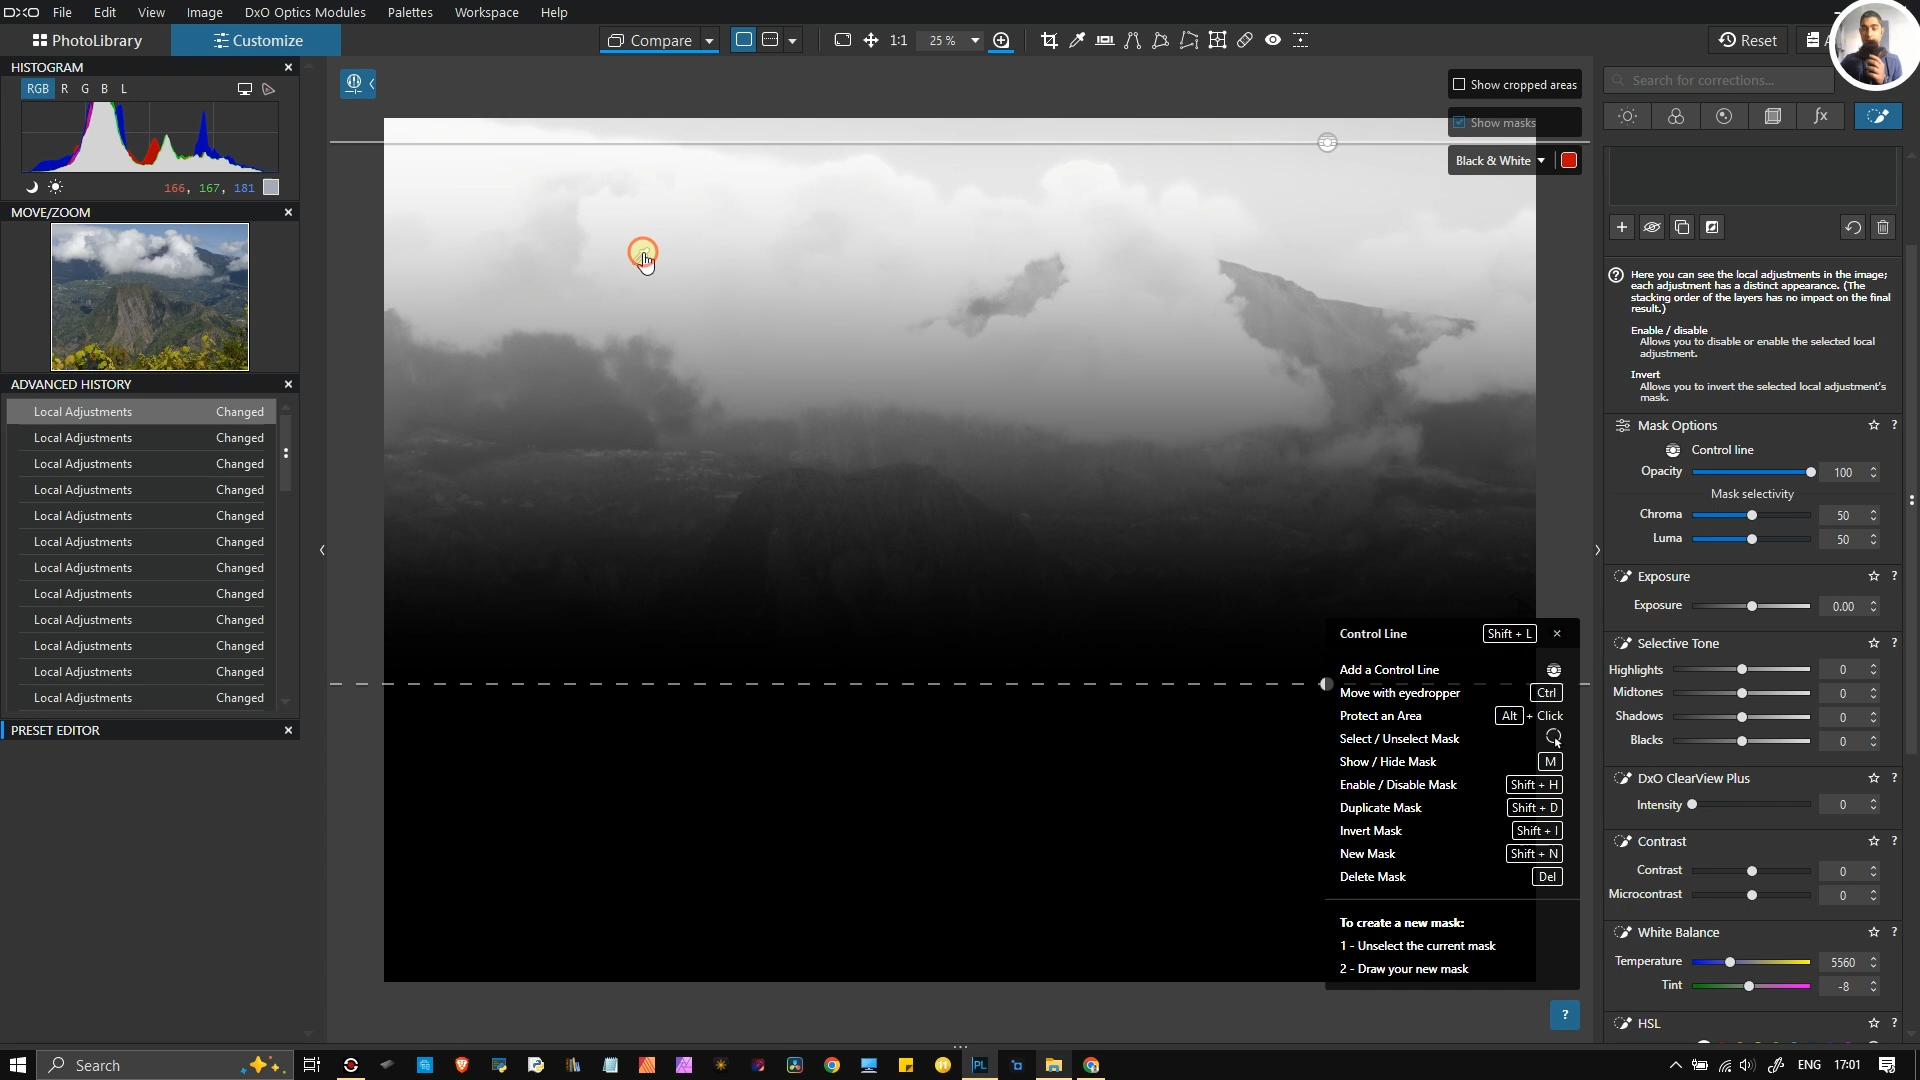 DXO File Edit View Image DxO Optics Modules Palettes Workspace Help
PhotoLibrary Customize Compare 1:1 25 % Reset
HISTOGRAM
RGB R G B L
166, 167, 181
MOVE/ZOOM
ADVANCED HISTORY
Local Adjustments Changed
Local Adjustments Changed
Local Adjustments Changed
Local Adjustments Changed
Local Adjustments Changed
Local Adjustments Changed
Local Adjustments Changed
Local Adjustments Changed
Local Adjustments Changed
Local Adjustments Changed
Local Adjustments Changed
Local Adjustments Changed
PRESET EDITOR
Show cropped areas
Show masks
Black & White
Control Line Shift + L
Add a Control Line
Move with eyedropper Ctrl
Protect an Area Alt + Click
Select / Unselect Mask
Show / Hide Mask M
Enable / Disable Mask Shift + H
Duplicate Mask Shift + D
Invert Mask Shift + I
New Mask Shift + N
Delete Mask Del
To create a new mask:
1 - Unselect the current mask
2 - Draw your new mask
?
Search for corrections...
fx
Here you can see the local adjustments in the image;
each adjustment has a distinct appearance. (The
stacking order of the layers has no impact on the final
result.)
Enable / disable
Allows you to disable or enable the selected local
adjustment.
Invert
Allows you to invert the selected local adjustment's
mask.
Mask Options ?
Control line
Opacity 100
Mask selectivity
Chroma 50
Luma 50
Exposure ?
Exposure 0.00
Selective Tone ?
Highlights 0
Midtones 0
Shadows 0
Blacks 0
DxO ClearView Plus ?
Intensity 0
Contrast ?
Contrast 0
Microcontrast 0
White Balance ?
Temperature 5560
Tint -8
HSL ?
Search PL ENG 17:01